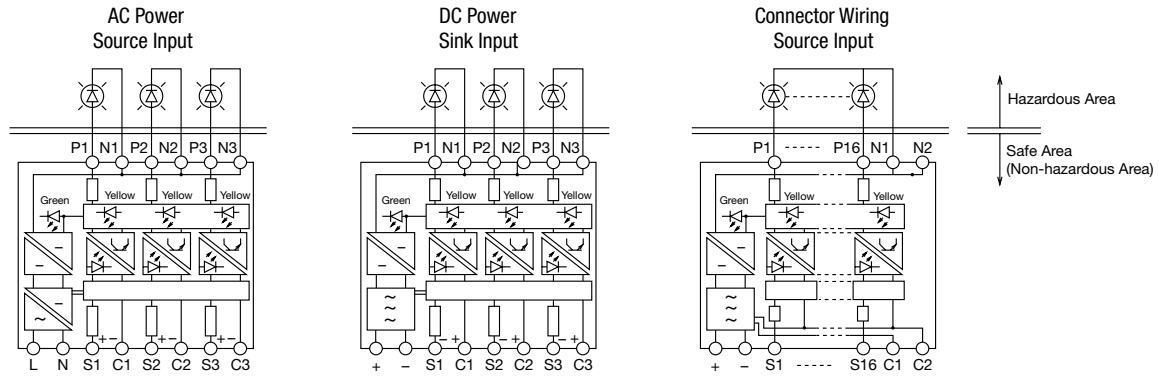 AC Power
Source Input
DC Power
Sink Input
Connector Wiring
Source Input
Hazardous Area
Safe Area
(Non-hazardous Area)
P1 N1 P2 N2 P3 N3
Green
Yellow Yellow Yellow
L N S1 C1 S2 C2 S3 C3
P1 N1 P2 N2 P3 N3
Green
Yellow Yellow Yellow
+ – S1 C1 S2 C2 S3 C3
P1 P16 N1 N2
Green
Yellow Yellow
+ – S1 S16 C1 C2